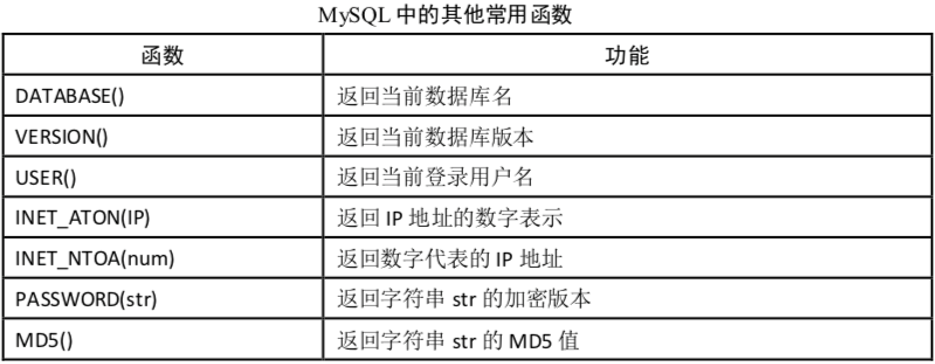 MySQL 中的其他常用函数
函数 功能
DATABASE() 返回当前数据库名
VERSION() 返回当前数据库版本
USER() 返回当前登录用户名
INET_ATON(IP) 返回 IP 地址的数字表示
INET_NTOA(num) 返回数字代表的 IP 地址
PASSWORD(str) 返回字符串 str 的加密版本
MD5() 返回字符串 str 的 MD5 值